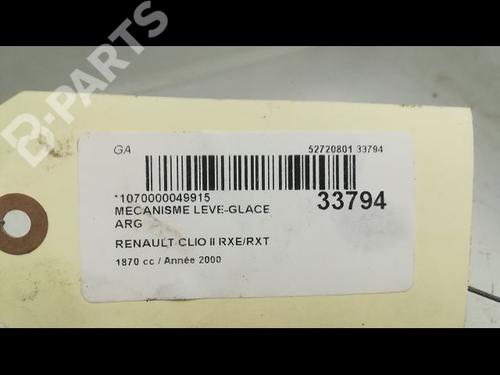 B-PARTS
GA
52720801 33794
*1070000049915
33794
MECANISME LEVE-GLACE
ARG
RENAULT CLIO II RXE/RXT
1870 cc / Année 2000